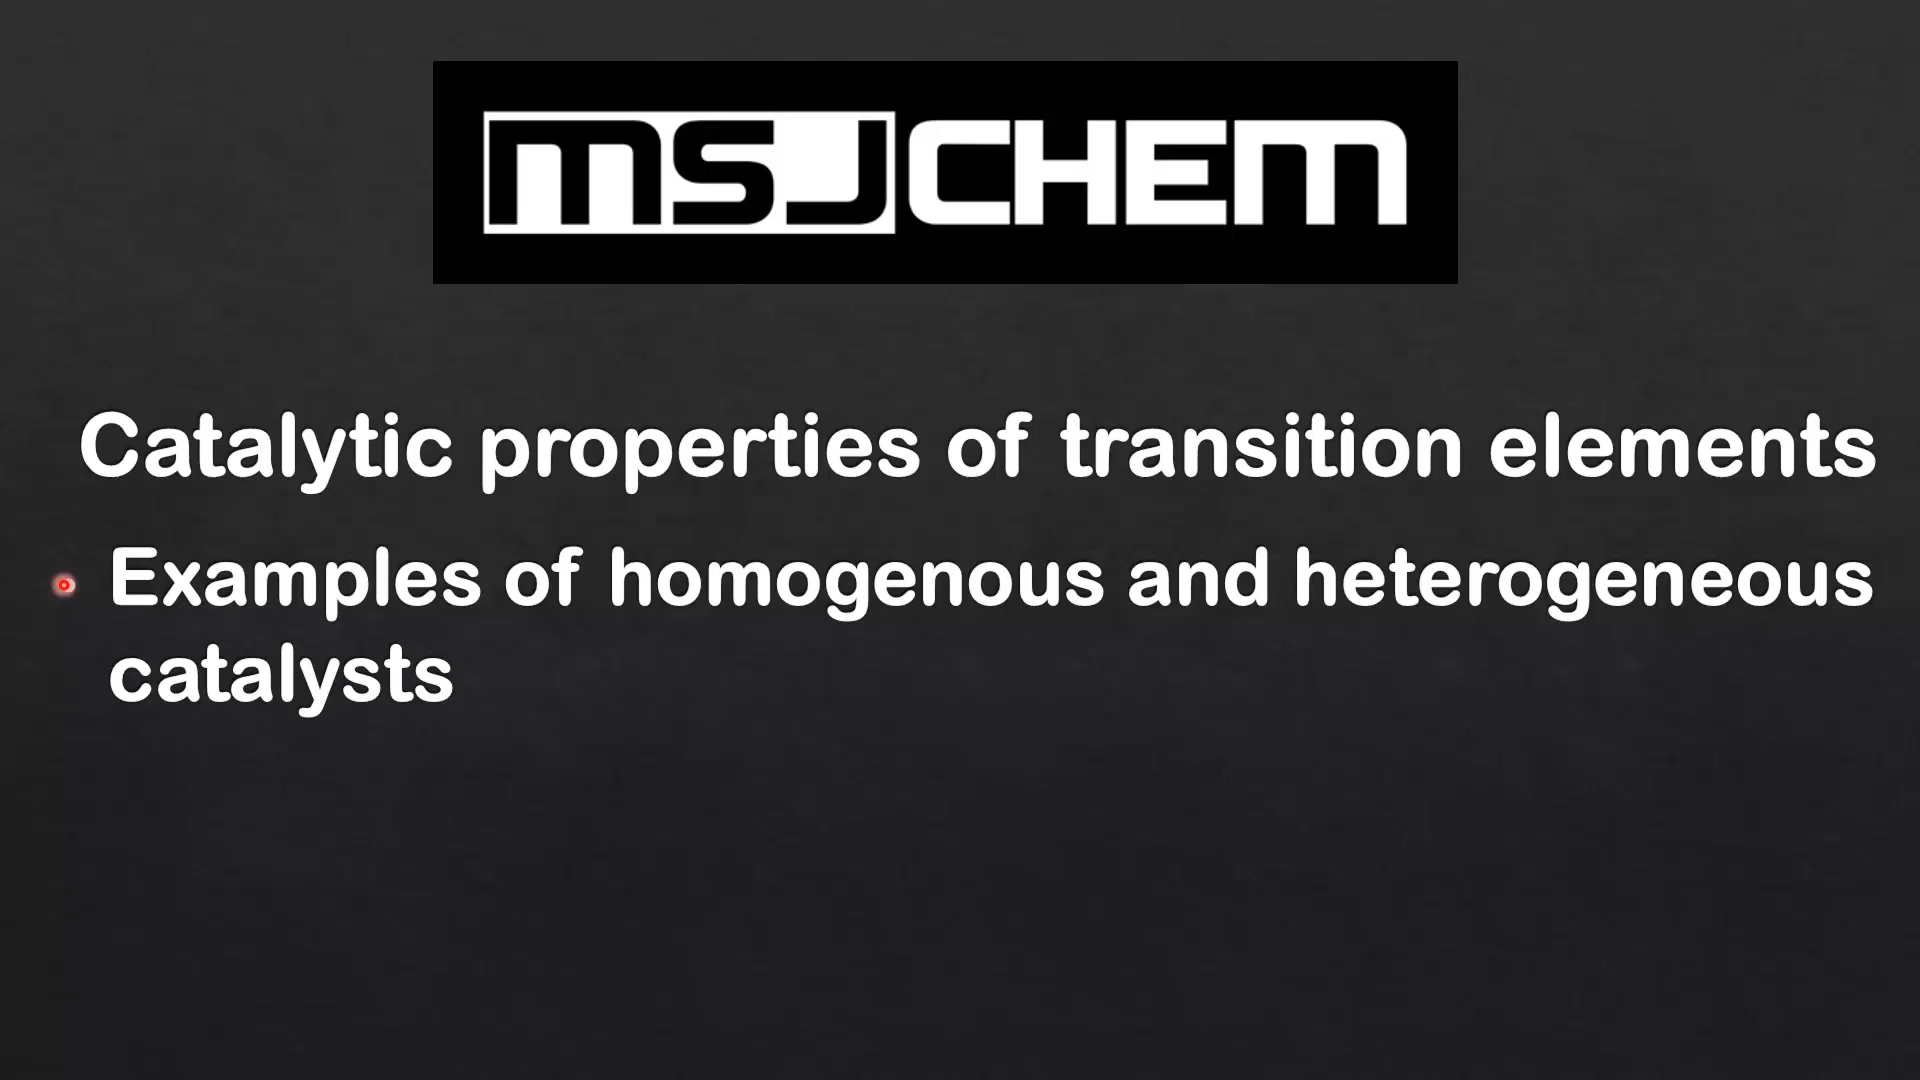 MSJCHEM
Catalytic properties of transition elements
Examples of homogenous and heterogeneous
catalysts